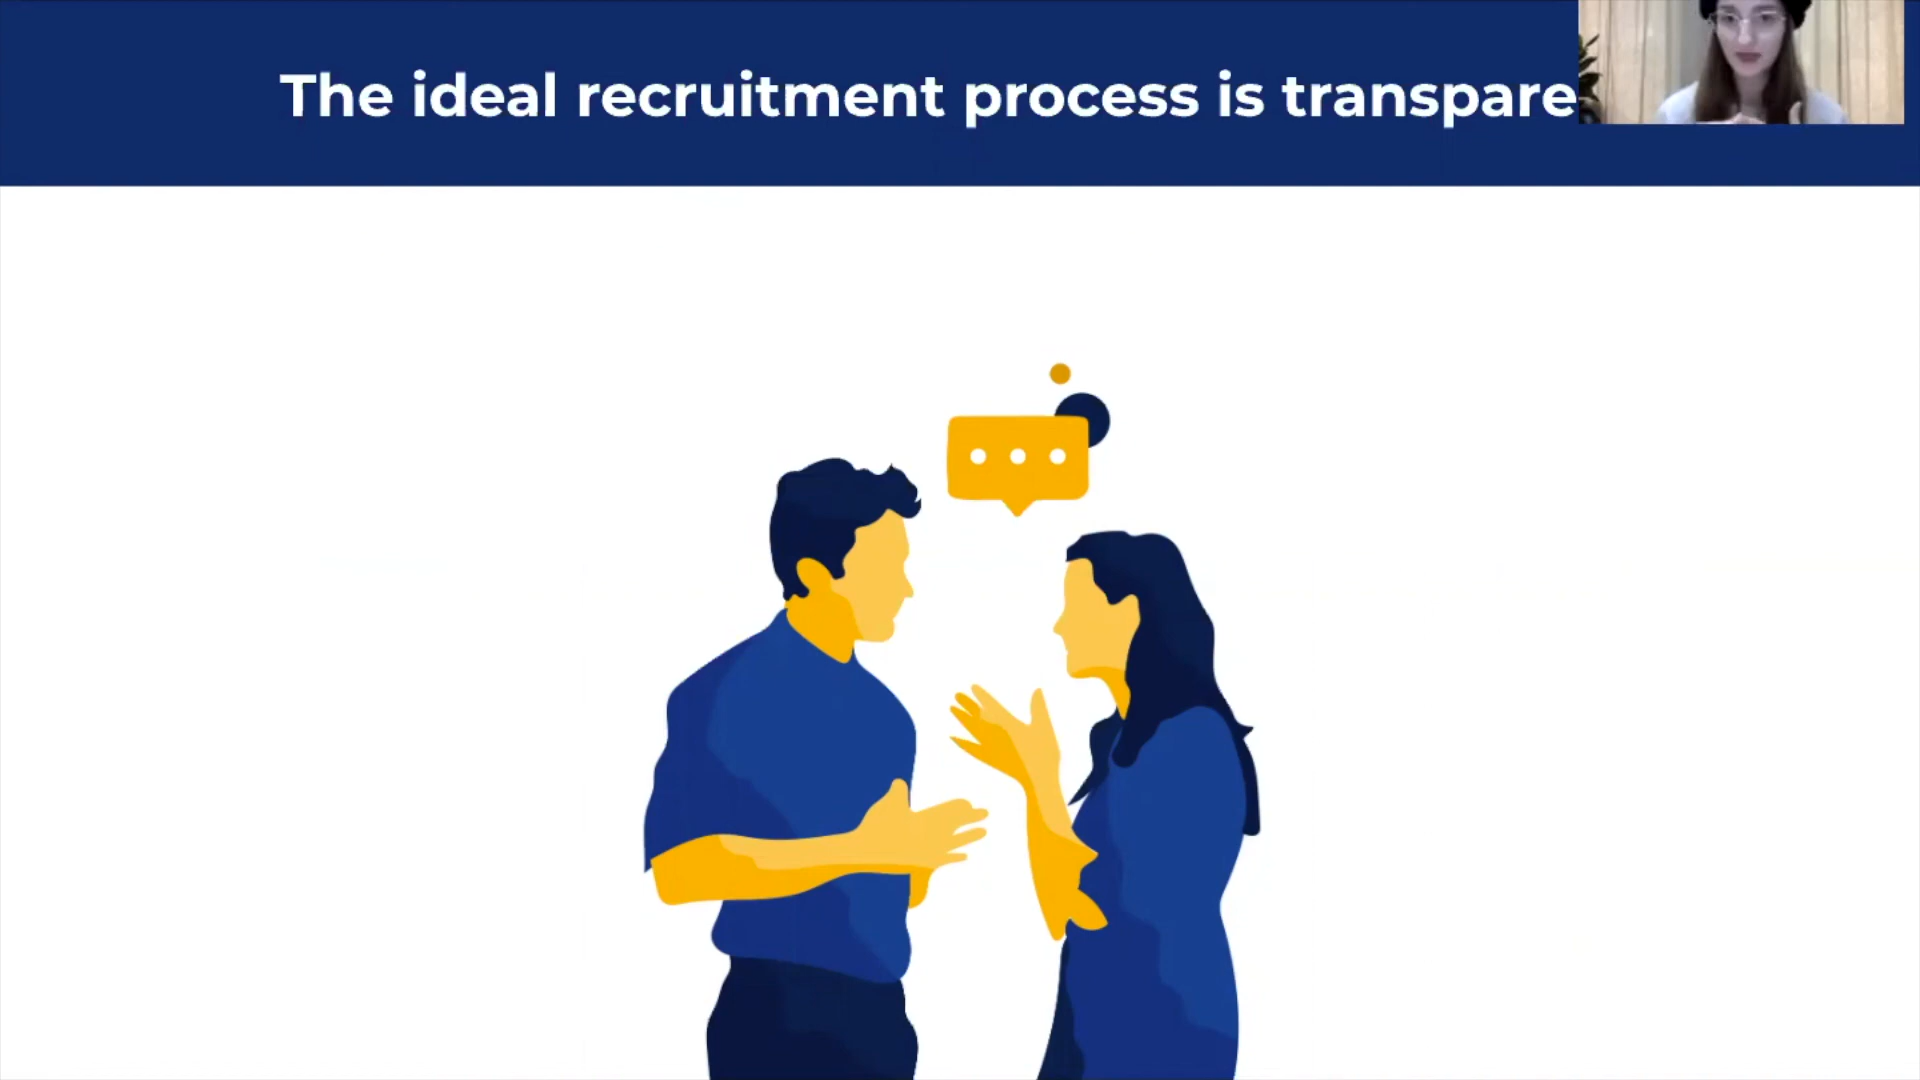 The ideal recruitment process is transpare